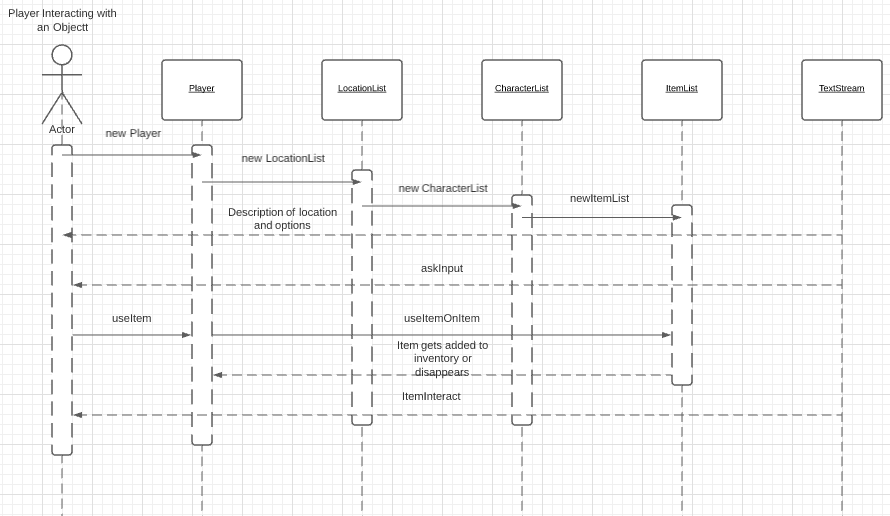 Player Interacting with
an Objectt
Player
LocationList
CharacterList
ItemList
TextStream
Actor
new Player
new LocationList
new CharacterList
newItemList
Description of location
and options
askInput
useItem
useItemOnItem
Item gets added to
inventory or
disappears
ItemInteract